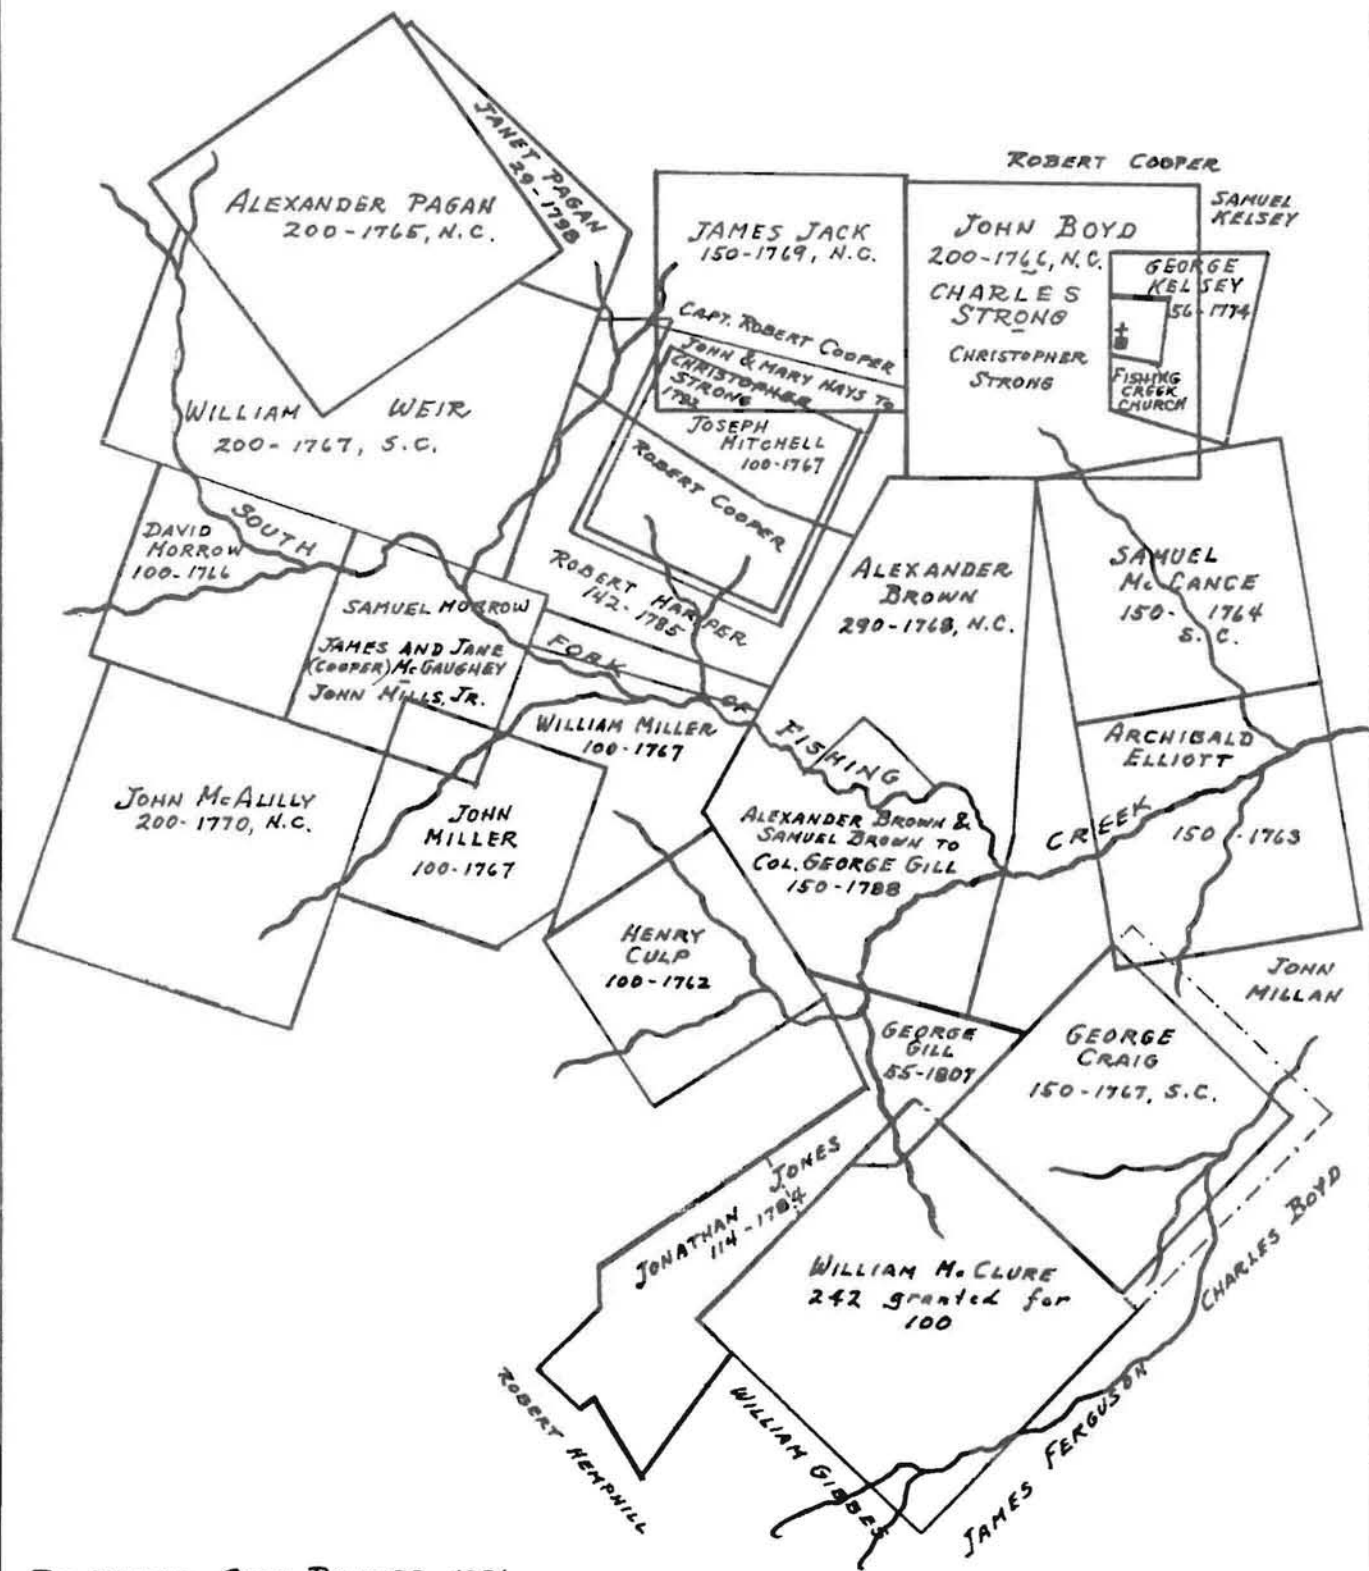 JANET PAGAN
29-1798
ALEXANDER PAGAN
200-1765, N.C.
ROBERT COOPER
SAMUEL
KELSEY
JAMES JACK
150-1769, N.C.
JOHN BOYD
200-1766, N.C.
CHARLES
STRONG
CHRISTOPHER
STRONG
GEORGE
KELSEY
56-1774
FISHING
CREEK
CHURCH
CAPT. ROBERT COOPER
JOHN & MARY HAYS TO
CHRISTOPHER
STRONG
1792
JOSEPH
MITCHELL
100-1767
ROBERT COOPER
WILLIAM WEIR
200-1767, S.C.
DAVID
MORROW
100-1766
SOUTH
FORK
OF
FISHING
CREEK
SAMUEL MORROW
JAMES AND JANE
(COOPER) McGAUGHEY
JOHN MILLS, JR.
ROBERT HARPER
142-1785
ALEXANDER
BROWN
290-1768, N.C.
SAMUEL
McCANCE
150-1764
S.C.
ARCHIBALD
ELLIOTT
150-1763
WILLIAM MILLER
100-1767
JOHN McALILLY
200-1770, N.C.
JOHN
MILLER
100-1767
ALEXANDER BROWN &
SAMUEL BROWN TO
COL. GEORGE GILL
150-1788
HENRY
CULP
100-1762
JOHN
MILLAN
GEORGE
GILL
55-1807
GEORGE
CRAIG
150-1767, S.C.
JONATHAN JONES
114-1784
WILLIAM McCLURE
242 granted for
100
CHARLES BOYD
JAMES FERGUSON
WILLIAM GIBBES
ROBERT HEMPHILL